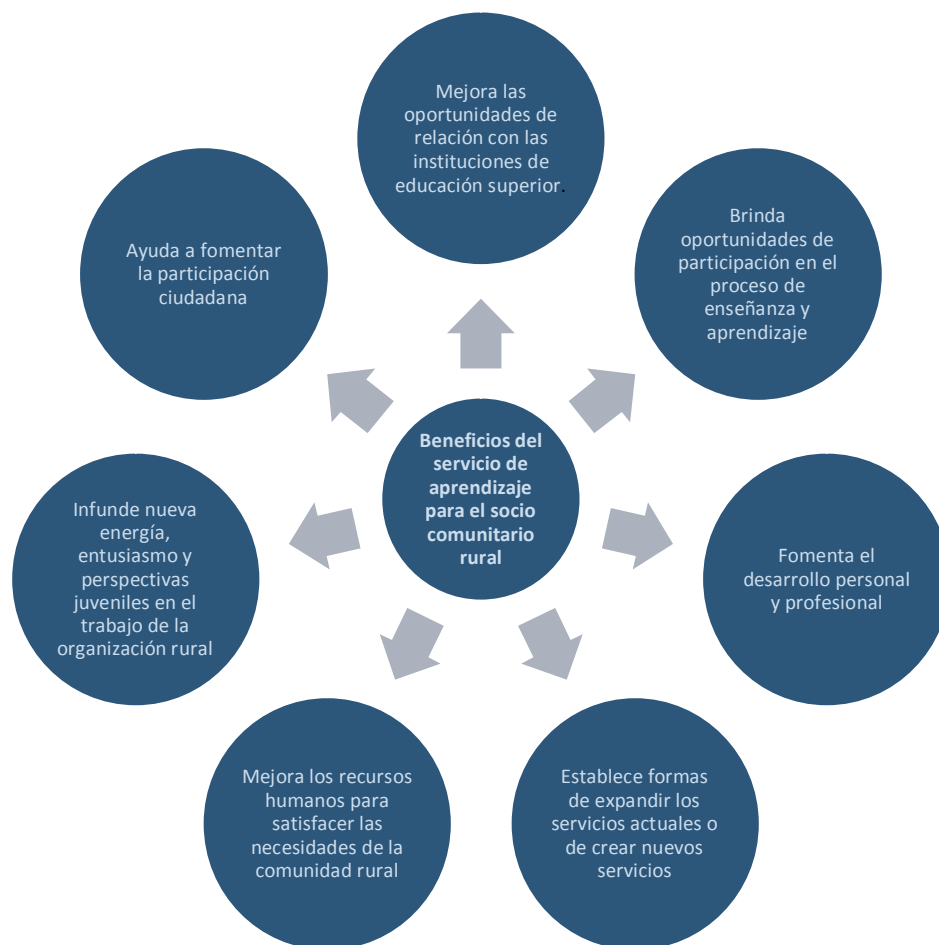 Mejora las
oportunidades de
relación con las
instituciones de
educación superior.
Brinda
oportunidades de
participación en el
proceso de
enseñanza y
aprendizaje
Fomenta el
desarrollo personal
y profesional
Establece formas
de expandir los
servicios actuales o
de crear nuevos
servicios
Mejora los recursos
humanos para
satisfacer las
necesidades de la
comunidad rural
Infunde nueva
energía,
entusiasmo y
perspectivas
juveniles en el
trabajo de la
organización rural
Ayuda a fomentar
la participación
ciudadana
Beneficios del
servicio de
aprendizaje
para el socio
comunitario
rural